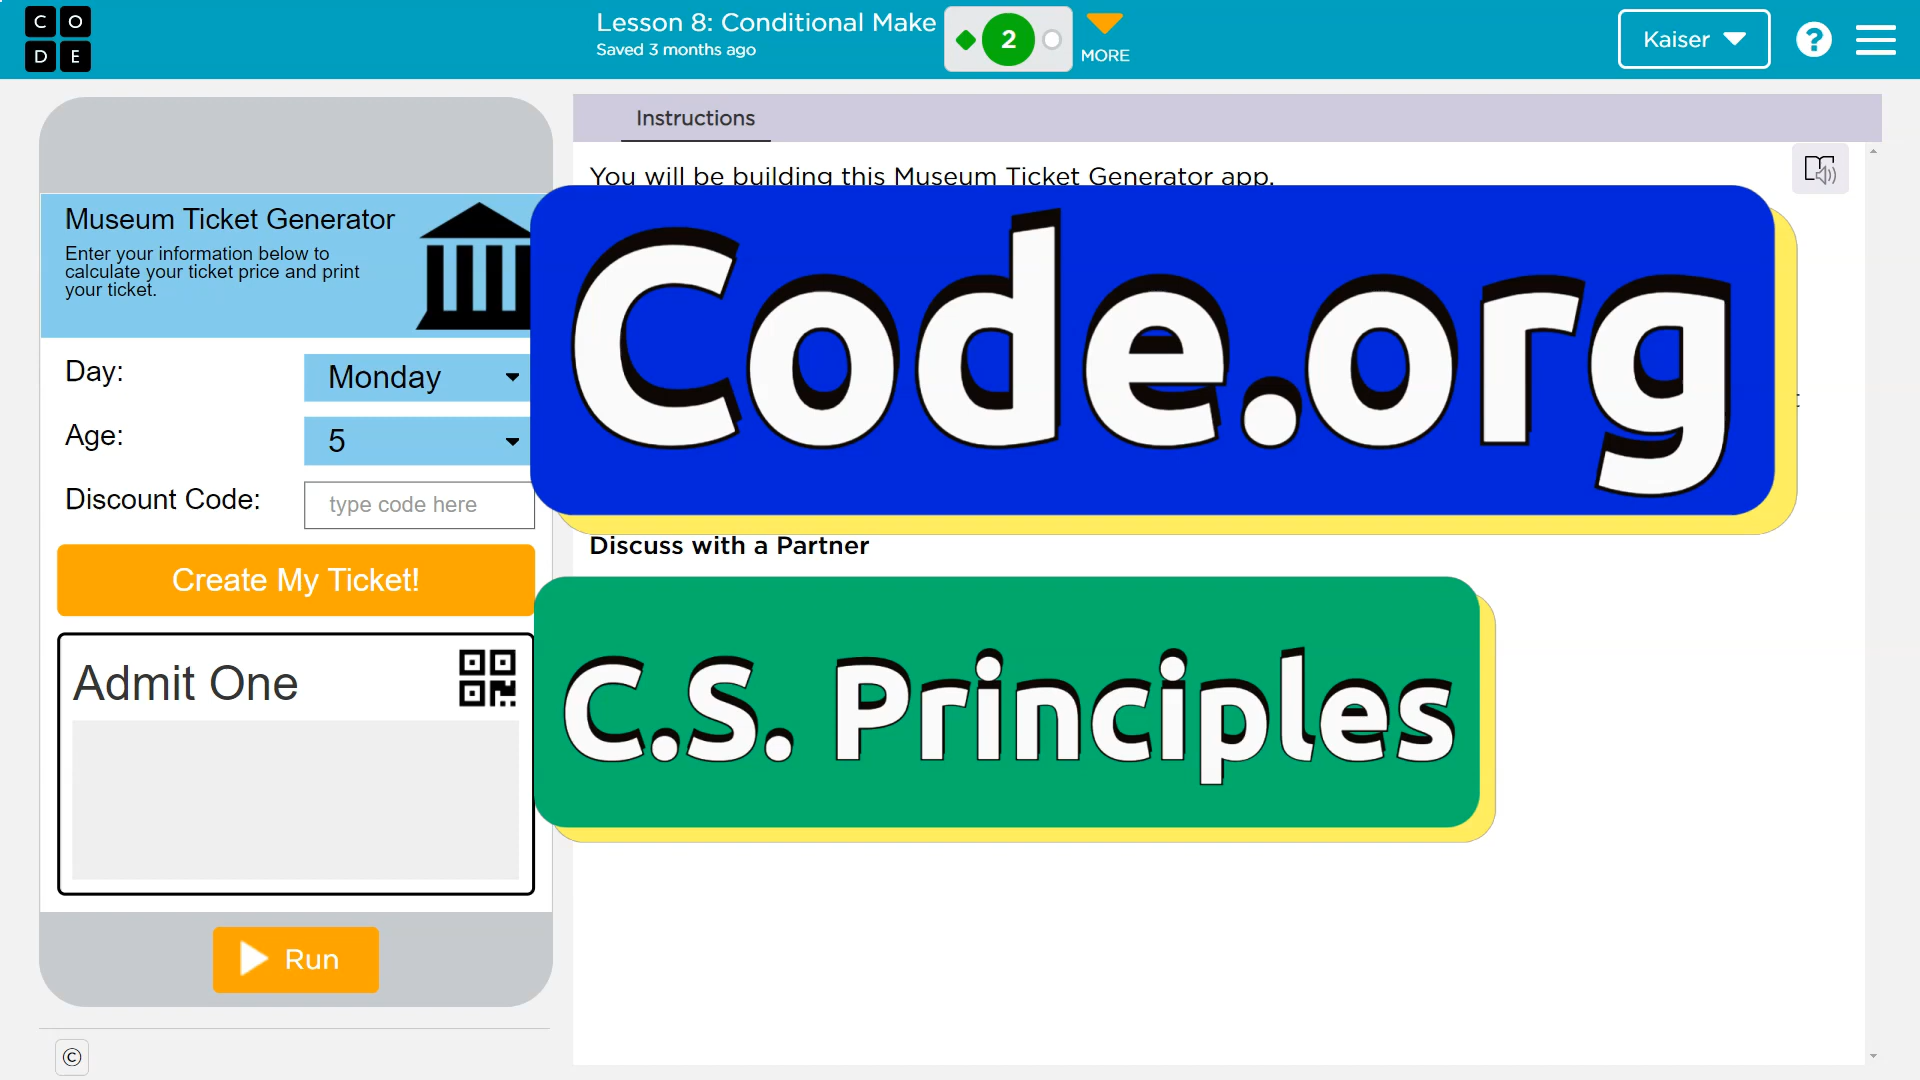 C O
D E
Lesson 8: Conditional Make
Saved 3 months ago
2
MORE
Kaiser
?
Instructions
You will be building this Museum Ticket Generator app.
Museum Ticket Generator
Enter your information below to
calculate your ticket price and print
your ticket.
Code.org
Day:
Monday
Age:
5
Discount Code:
type code here
Discuss with a Partner
Create My Ticket!
C.S. Principles
Admit One
Run
©